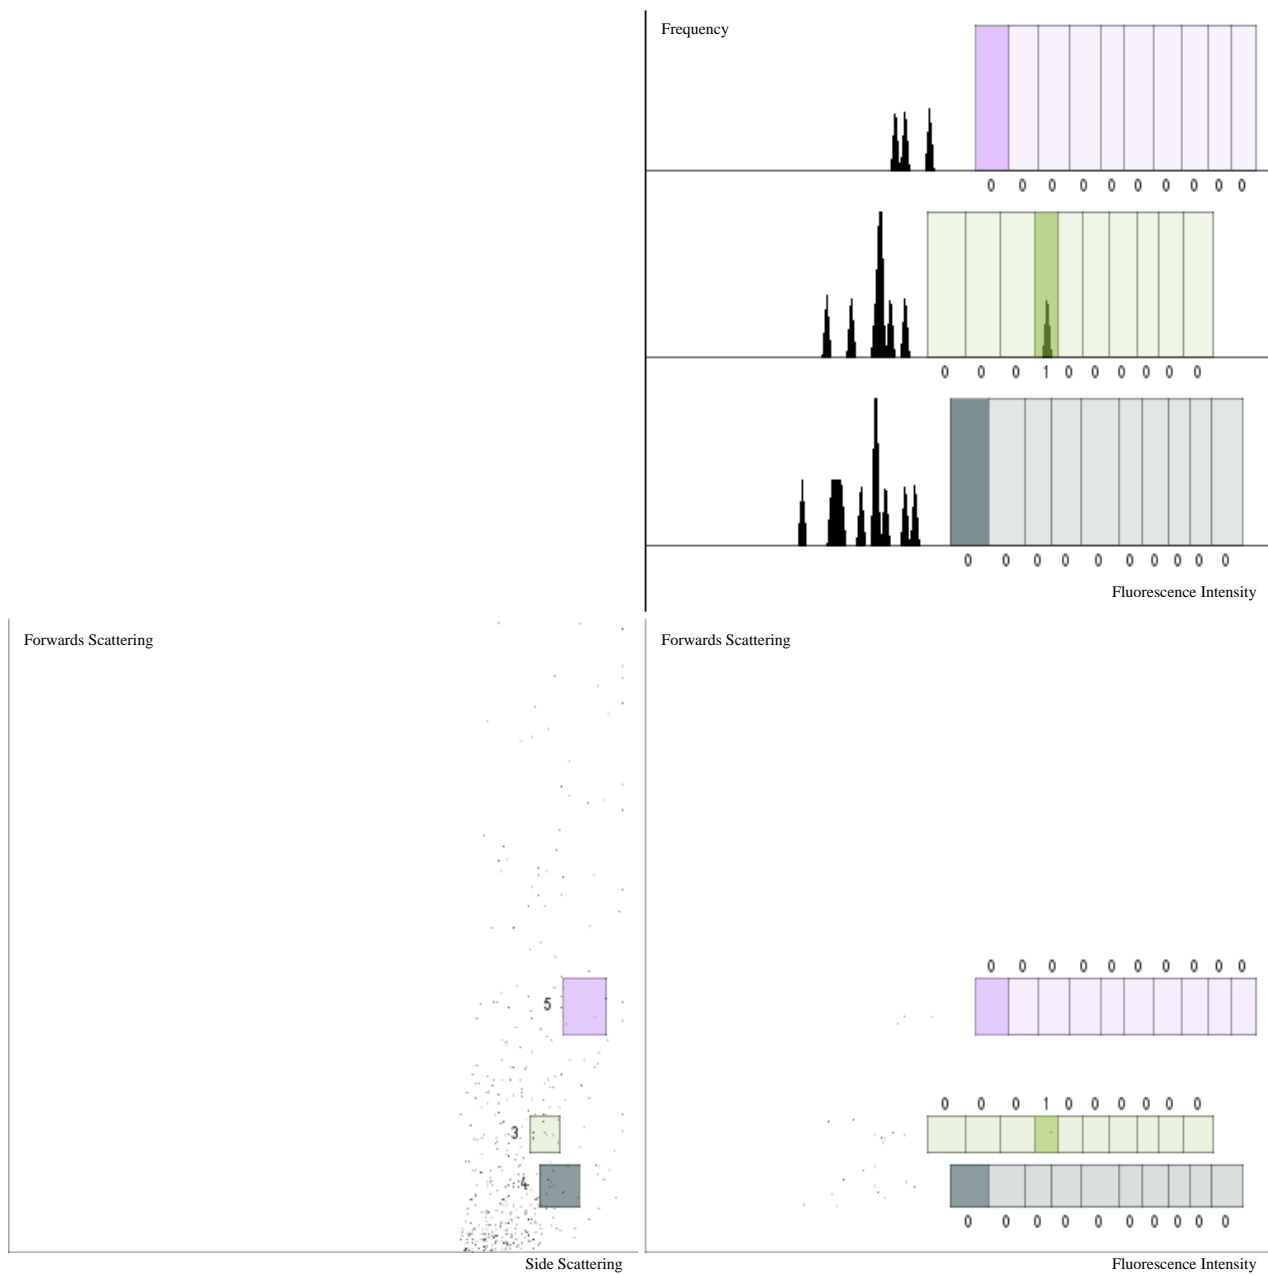 Frequency
0 0 0 0 0 0 0 0 0 0
0 0 0 1 0 0 0 0 0 0
0 0 0 0 0 0 0 0 0 0
Fluorescence Intensity
Forwards Scattering
Forwards Scattering
0 0 0 0 0 0 0 0 0 0
5
0 0 0 1 0 0 0 0 0 0
3
4
0 0 0 0 0 0 0 0 0 0
Side Scattering
Fluorescence Intensity